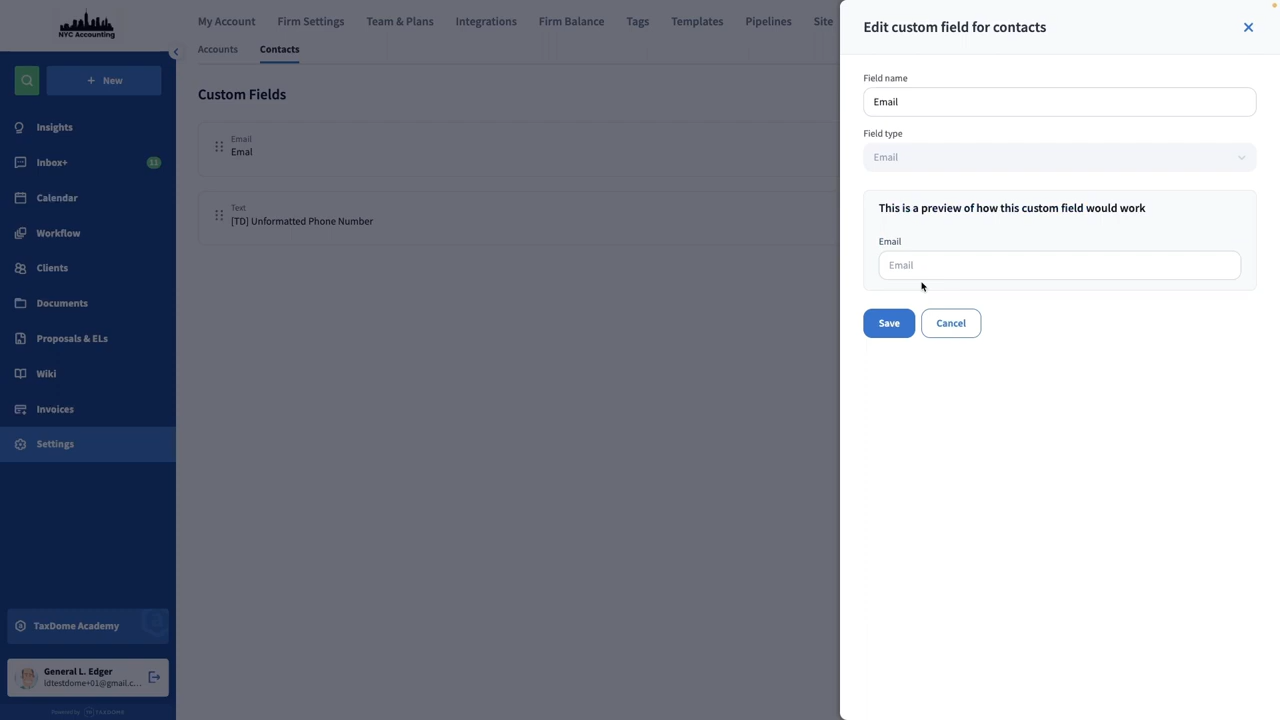 NYC Accounting
My Account
Firm Settings
Team & Plans
Integrations
Firm Balance
Tags
Templates
Pipelines
Site
Accounts
Contacts
New
Insights
Inbox+
11
Calendar
Workflow
Clients
Documents
Proposals & ELs
Wiki
Invoices
Settings
TaxDome Academy
General L. Edger
ldtestdome+01@gmail.c...
Powered by TAXDOME
Custom Fields
Email
Emal
Text
[TD] Unformatted Phone Number
Edit custom field for contacts
Field name
Email
Field type
Email
This is a preview of how this custom field would work
Email
Email
Save
Cancel